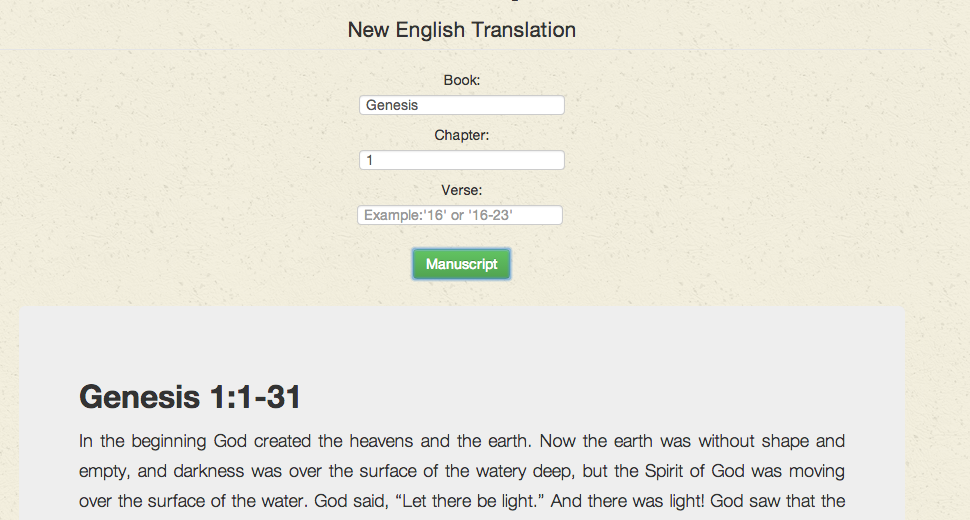 New English Translation
Book:
Genesis
Chapter:
1
Verse:
Example:'16' or '16-23'
Manuscript
Genesis 1:1-31
In the beginning God created the heavens and the earth. Now the earth was without shape and
empty, and darkness was over the surface of the watery deep, but the Spirit of God was moving
over the surface of the water. God said, “Let there be light.” And there was light! God saw that the